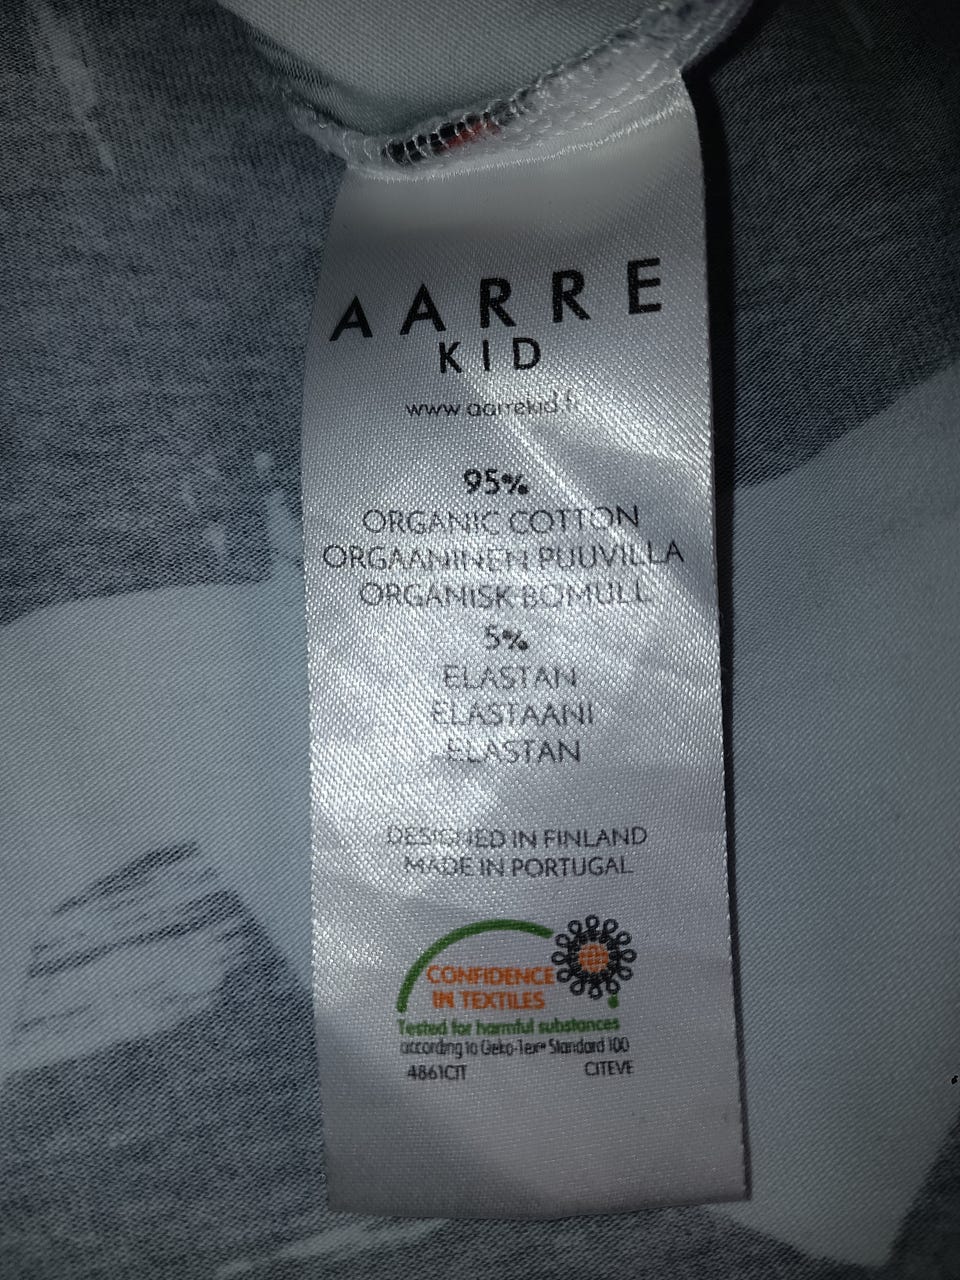 AARRE
KID
www.aarrekid.fi
95%
ORGANIC COTTON
ORGAANINEN PUUVILLA
ORGANISK BOMULL
5%
ELASTAN
ELASTAANI
ELASTAN
DESIGNED IN FINLAND
MADE IN PORTUGAL
CONFIDENCE
IN TEXTILES
Tested for harmful substances
according to Oeko-Tex® Standard 100
4861CIT CITEVE